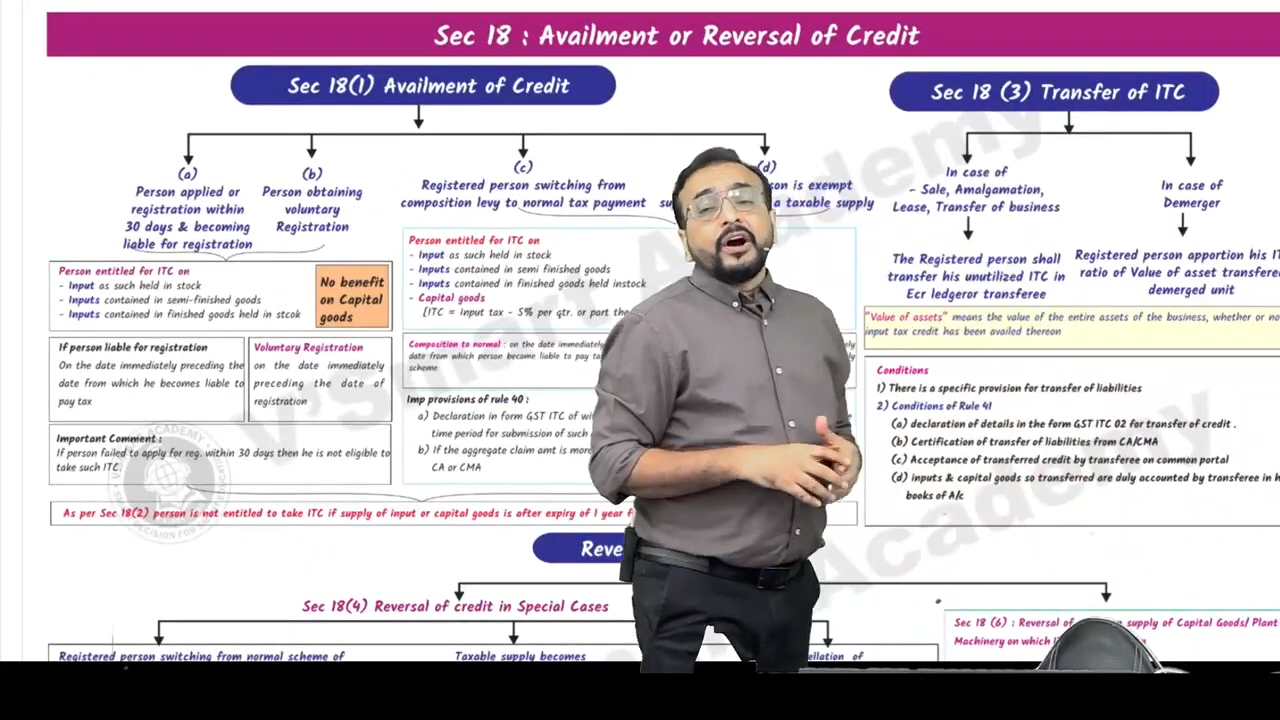 Sec 18 : Availment or Reversal of Credit
Sec 18(1) Availment of Credit
(a)
Person applied or
registration within
30 days & becoming
liable for registration
(b)
Person obtaining
voluntary
Registration
(c)
Registered person switching from
composition levy to normal tax payment
(d)
is exempt
a taxable supply
Person entitled for ITC on
- Input as such held in stock
- Inputs contained in semi-finished goods
- Inputs contained in finished goods held in stcok
No benefit
on Capital
goods
If person liable for registration
On the date immediately preceding the
date from which he becomes liable to
pay tax
Voluntary Registration
on the date immediately
preceding the date of
registration
Important Comment :
If person failed to apply for reg. within 30 days then he is not eligible to
take such ITC.
Person entitled for ITC on
- Input as such held in stock
- Inputs contained in semi finished goods
- Inputs contained in finished goods held instock
- Capital goods
[ITC = Input tax - 5% per qtr. or part the
Composition to normal : on the date immediately
date from which person become liable to pay
scheme
Imp provisions of rule 40 :
a) Declaration in form GST ITC of
time period for submission of such
b) If the aggregate claim amt is more
CA or CMA
As per Sec 18(2) person is not entitled to take ITC if supply of input or capital goods is after expiry of 1 year
Sec 18 (3) Transfer of ITC
In case of
- Sale, Amalgamation,
Lease, Transfer of business
The Registered person shall
transfer his unutilized ITC in
Ecr ledgeror transferee
In case of
Demerger
Registered person apportion his
ratio of Value of asset
demerged unit
"Value of assets" means the value of the entire assets of the business, whether or
input tax credit has been availed thereon
Conditions
1) There is a specific provision for transfer of liabilities
2) Conditions of Rule 41
(a) declaration of details in the form GST ITC 02 for transfer of credit .
(b) Certification of transfer of liabilities from CA/CMA
(c) Acceptance of transferred credit by transferee on common portal
(d) inputs & capital goods so transferred are duly accounted by transferee in
books of A/c
Sec 18(4) Reversal of credit in Special Cases
Registered person switching from normal scheme of
Taxable supply becomes
of
Sec 18 (6) : Reversal of supply of Capital Goods/ Plant
Machinery on which
V'Smart Academy
Academy